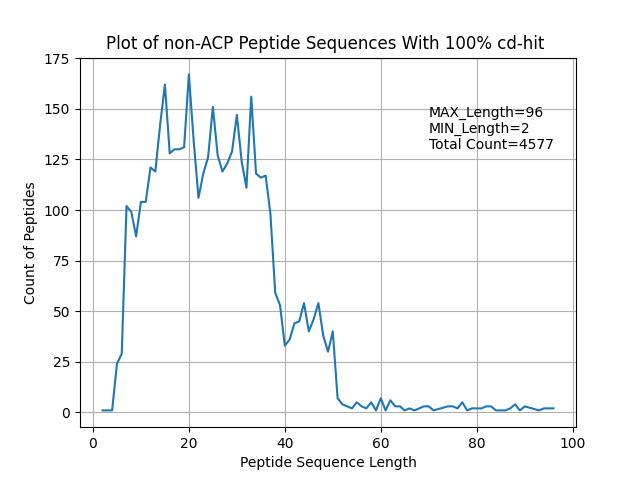 Plot of non-ACP Peptide Sequences With 100% cd-hit
175
150
125
100
75
50
25
0
Count of Peptides
MAX_Length=96
MIN_Length=2
Total Count=4577
0 20 40 60 80 100
Peptide Sequence Length